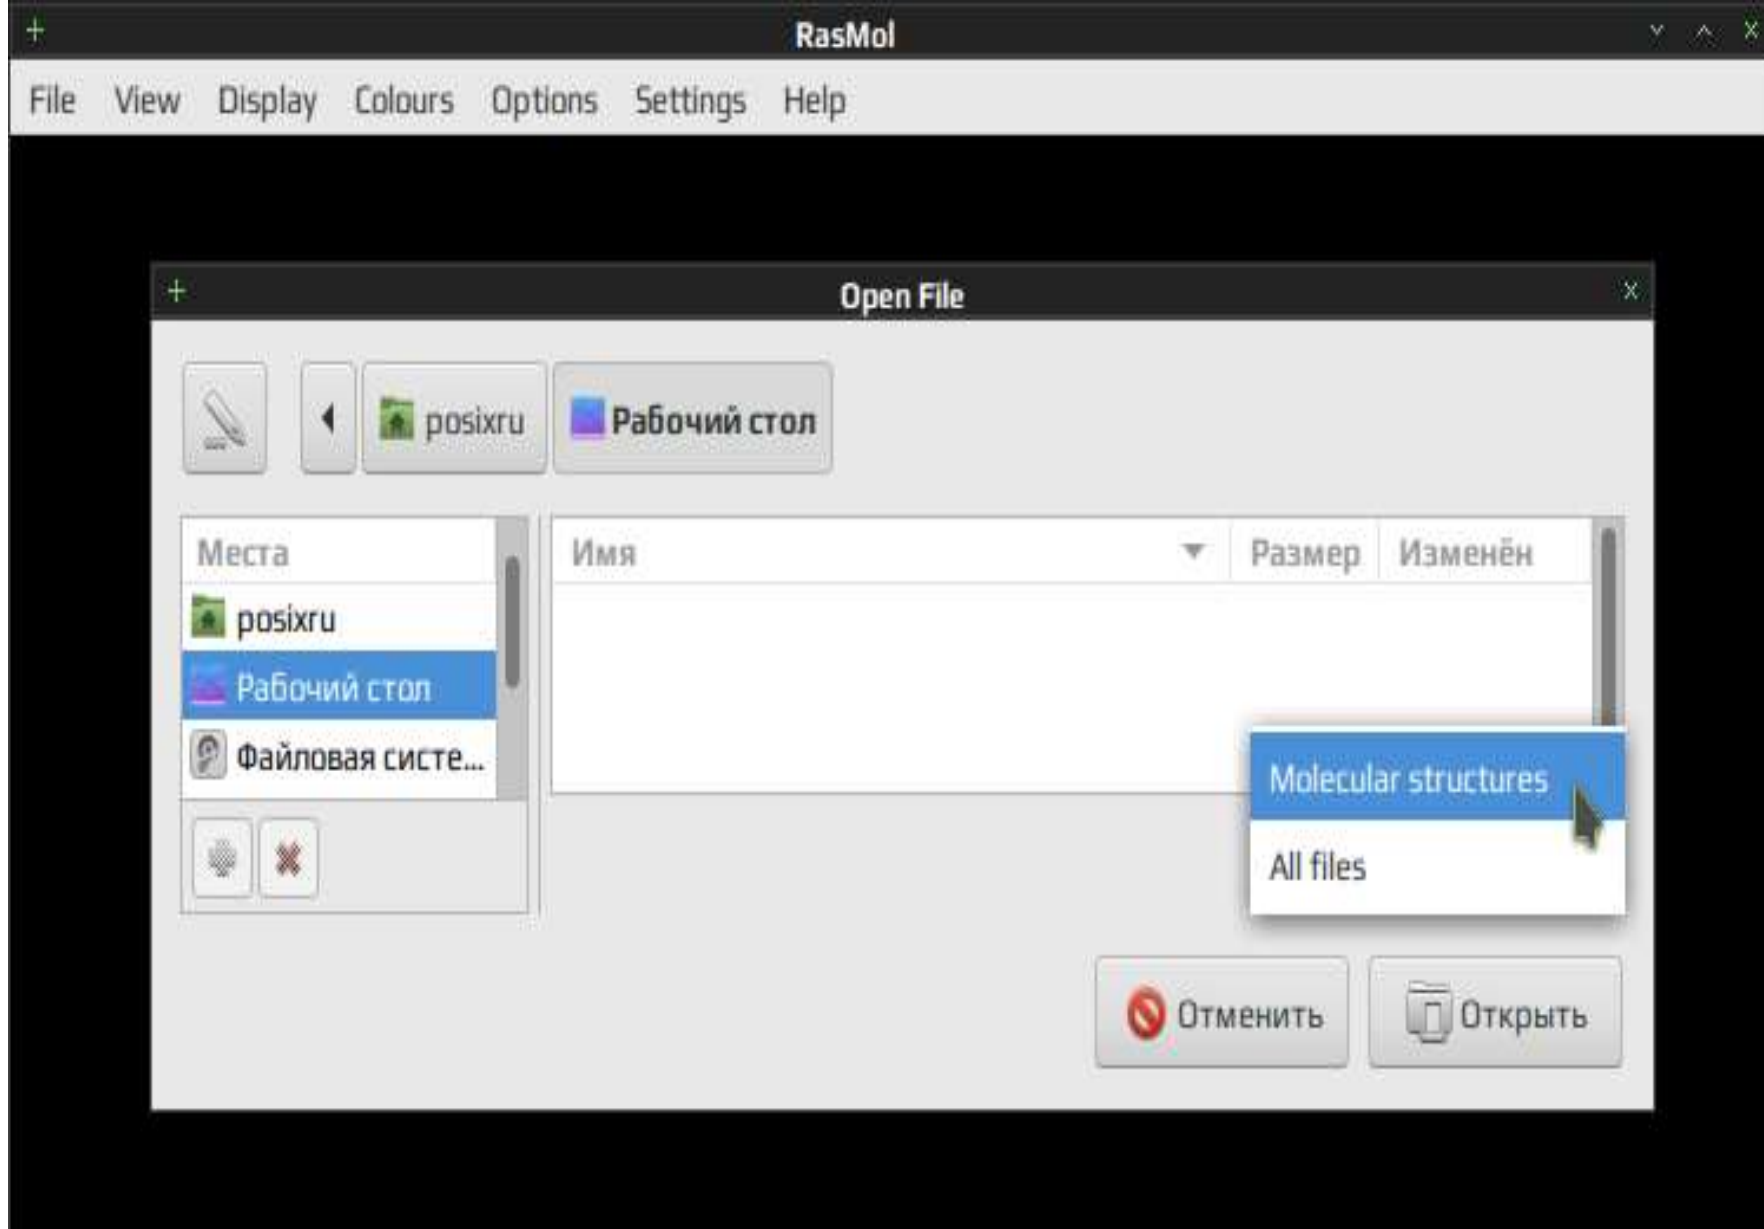 RasMol
File View Display Colours Options Settings Help
Open File
posixru Рабочий стол
Места
Имя Размер Изменён
posixru
Рабочий стол
Файловая систе...
Molecular structures
All files
Отменить Открыть